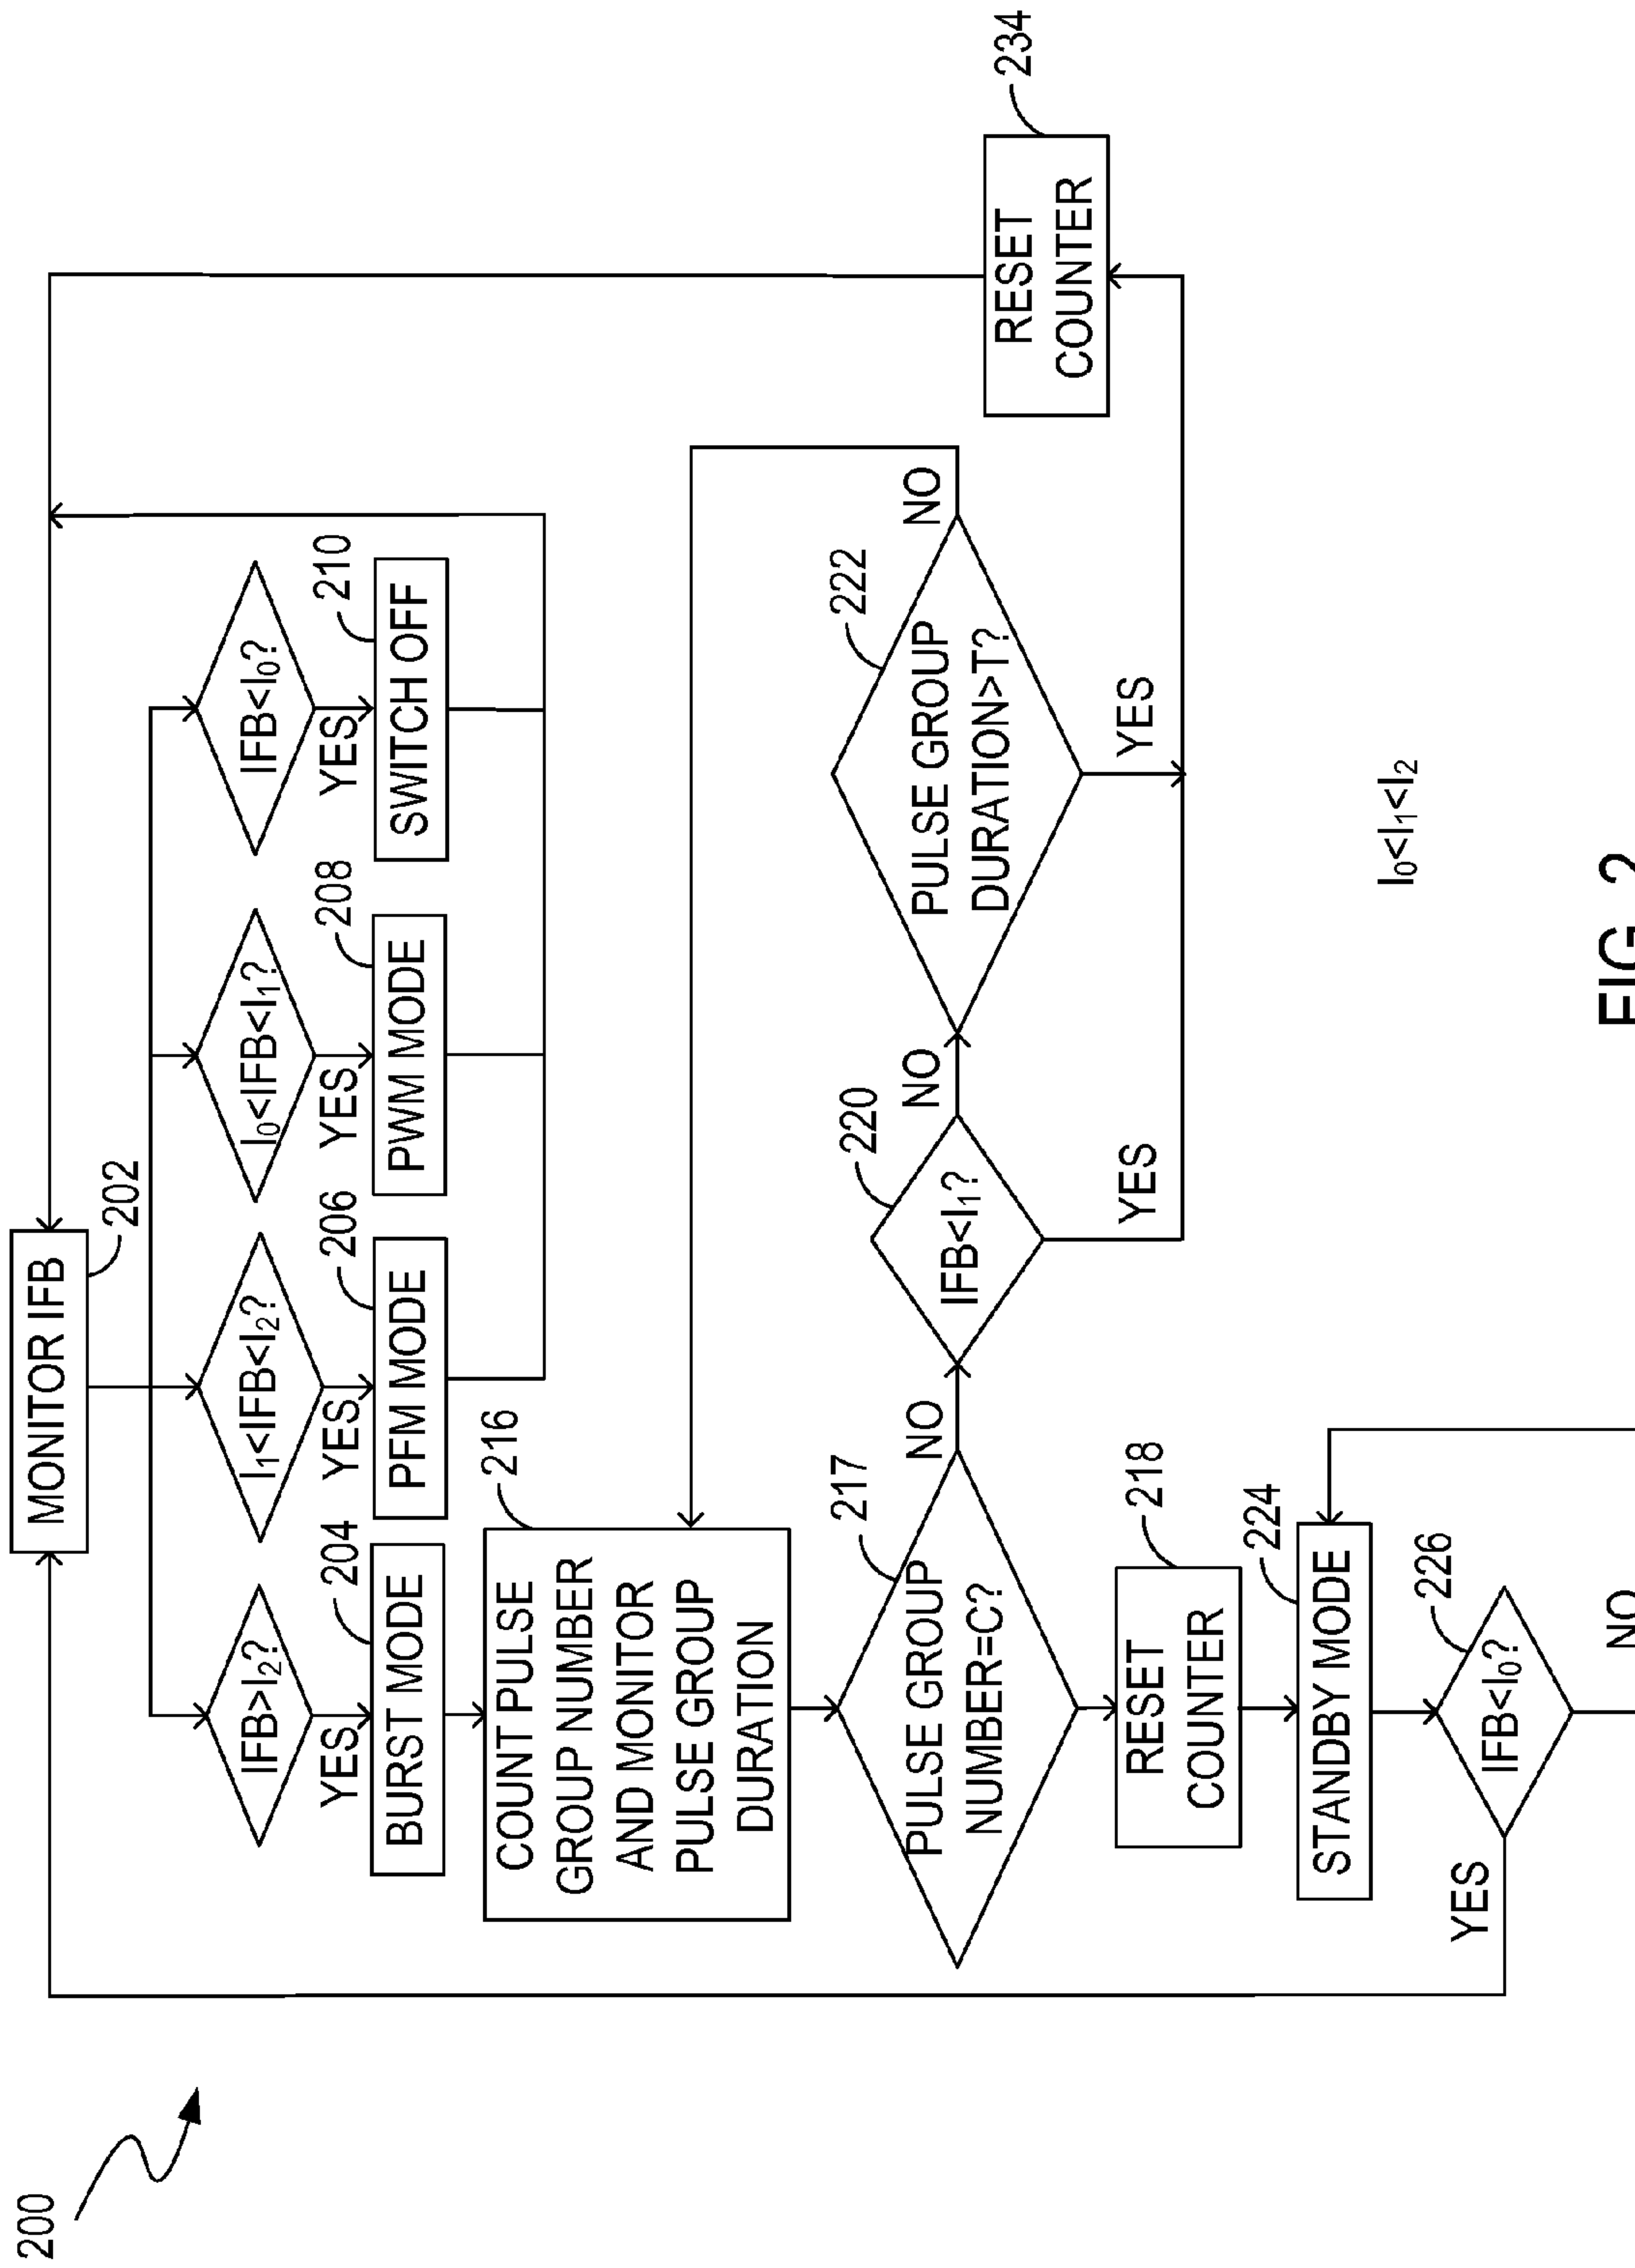 200
MONITOR IFB
202
IFB>I₂?
I₁<IFB<I₂?
I₀<IFB<I₁?
IFB<I₀?
YES
204
YES
206
YES
208
YES
210
BURST MODE
PFM MODE
PWM MODE
SWITCH OFF
216
COUNT PULSE
GROUP NUMBER
AND MONITOR
PULSE GROUP
DURATION
217
PULSE GROUP
NUMBER=C?
NO
220
IFB<I₁?
NO
222
PULSE GROUP
DURATION>T?
NO
234
RESET
COUNTER
YES
YES
218
RESET
COUNTER
224
STANDBY MODE
226
IFB<I₀?
YES
NO
I₀<I₁<I₂
FIG. 2